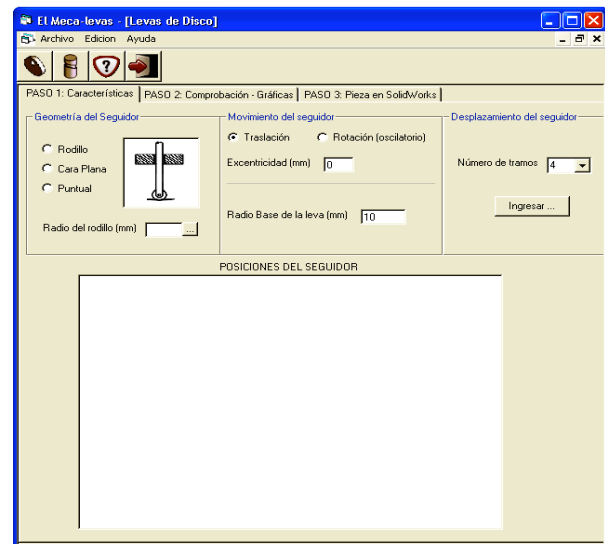 El Meca-levas - [Levas de Disco]
Archivo Edicion Ayuda
PASO 1: Características PASO 2: Comprobación - Gráficas PASO 3: Pieza en SolidWorks
Geometría del Seguidor
Rodillo
Cara Plana
Puntual
Radio del rodillo (mm) ...
Movimiento del seguidor
Traslación Rotación (oscilatorio)
Excentricidad (mm) 0
Radio Base de la leva (mm) 10
Desplazamiento del seguidor
Número de tramos 4
Ingresar ...
POSICIONES DEL SEGUIDOR